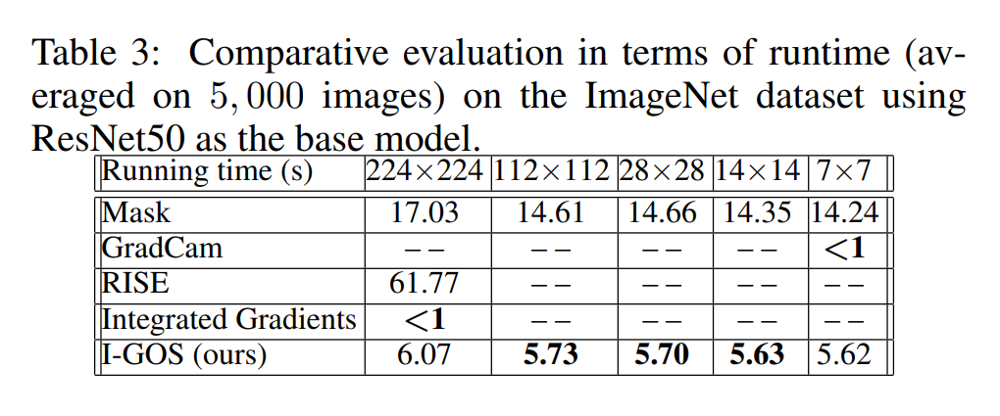 Table 3: Comparative evaluation in terms of runtime (av-
eraged on 5,000 images) on the ImageNet dataset using
ResNet50 as the base model.
Running time (s) 224×224 112×112 28×28 14×14 7×7
Mask 17.03 14.61 14.66 14.35 14.24
GradCam −− −− −− −− <1
RISE 61.77 −− −− −− −−
Integrated Gradients <1 −− −− −− −−
I-GOS (ours) 6.07 5.73 5.70 5.63 5.62